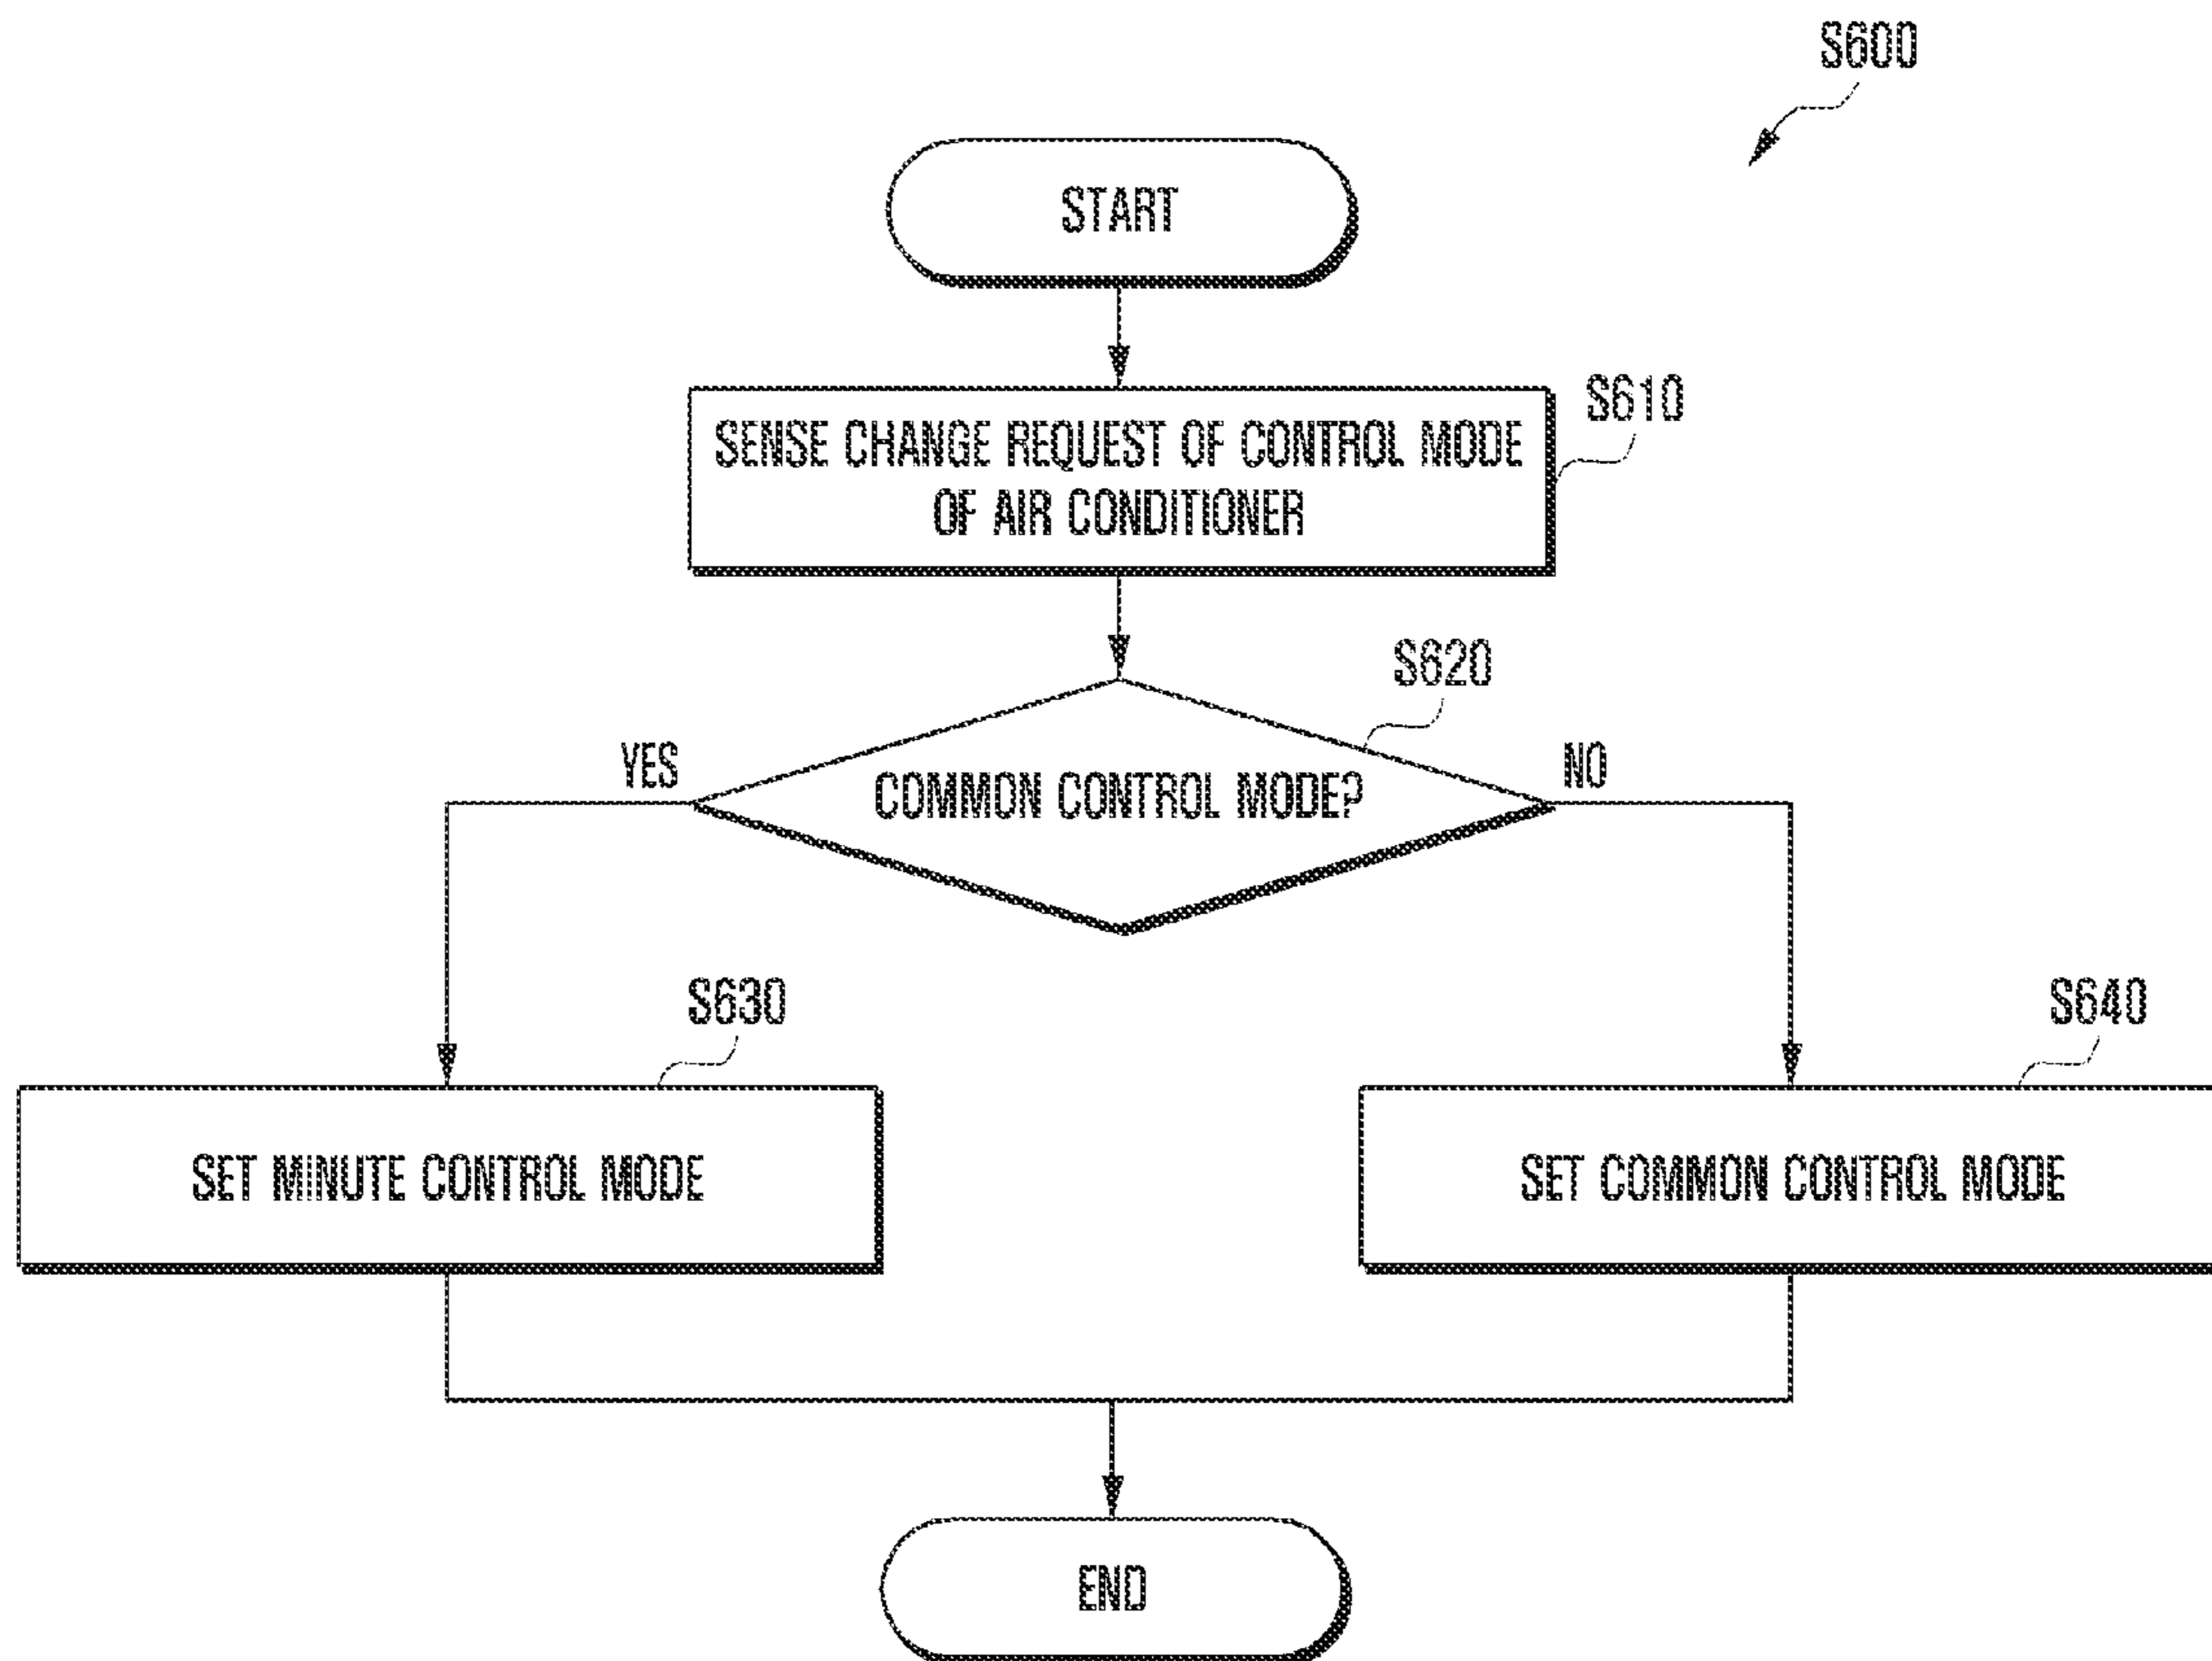 S600
START
S610
SENSE CHANGE REQUEST OF CONTROL MODE
OF AIR CONDITIONER
S620
YES
NO
COMMON CONTROL MODE?
S630
S640
SET MINUTE CONTROL MODE
SET COMMON CONTROL MODE
END